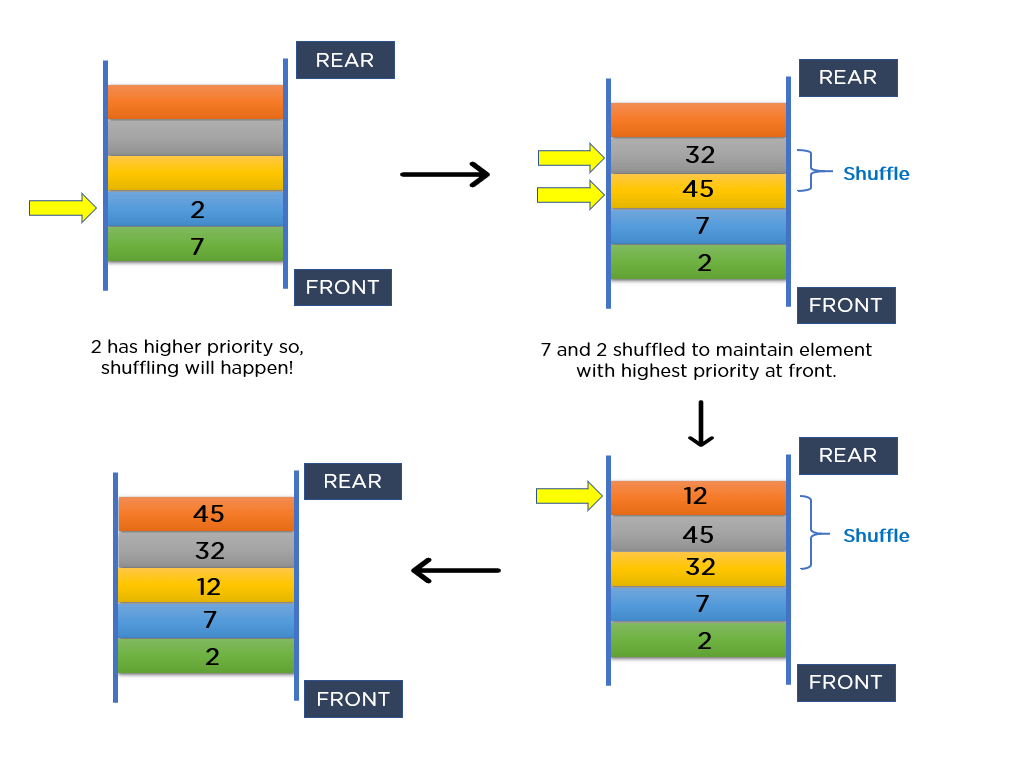 REAR
2
7
FRONT
2 has higher priority so,
shuffling will happen!
REAR
32
45
Shuffle
7
2
FRONT
7 and 2 shuffled to maintain element
with highest priority at front.
REAR
12
45
Shuffle
32
7
2
FRONT
REAR
45
32
12
7
2
FRONT